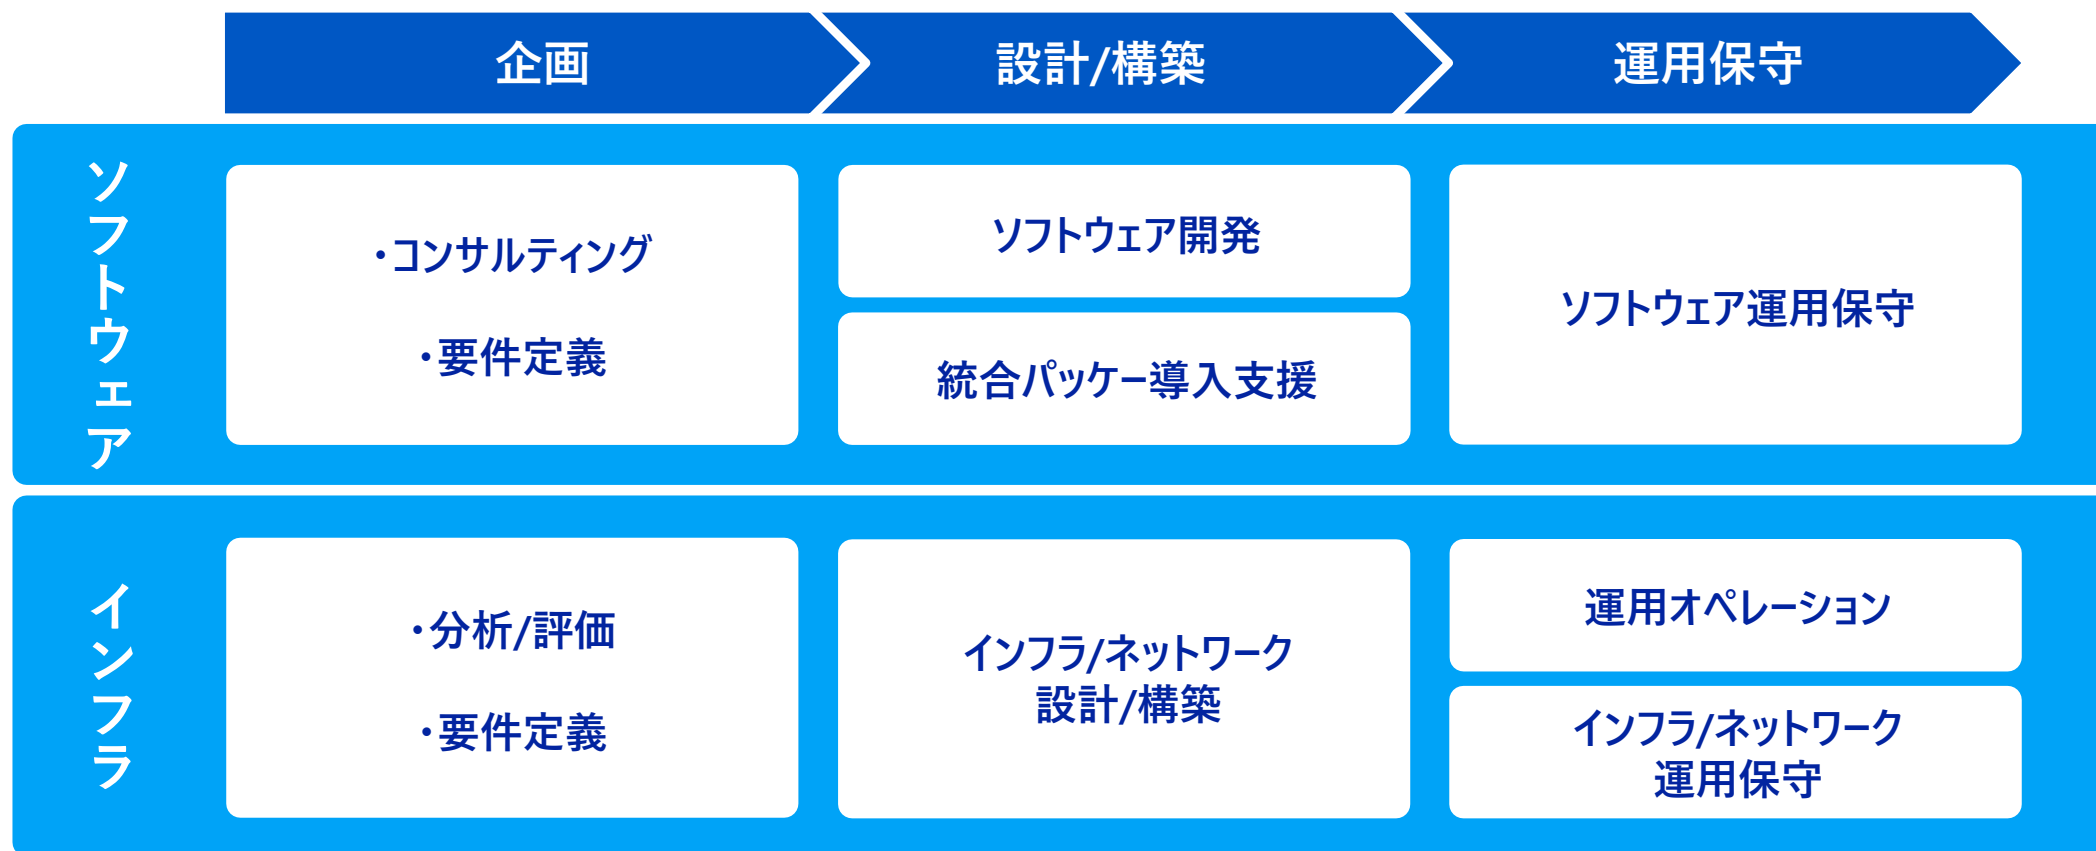 企画
設計/構築
運用保守
ソフトウェア
・コンサルティング
・要件定義
ソフトウェア開発
統合パッケー導入支援
ソフトウェア運用保守
インフラ
・分析/評価
・要件定義
インフラ/ネットワーク
設計/構築
運用オペレーション
インフラ/ネットワーク
運用保守